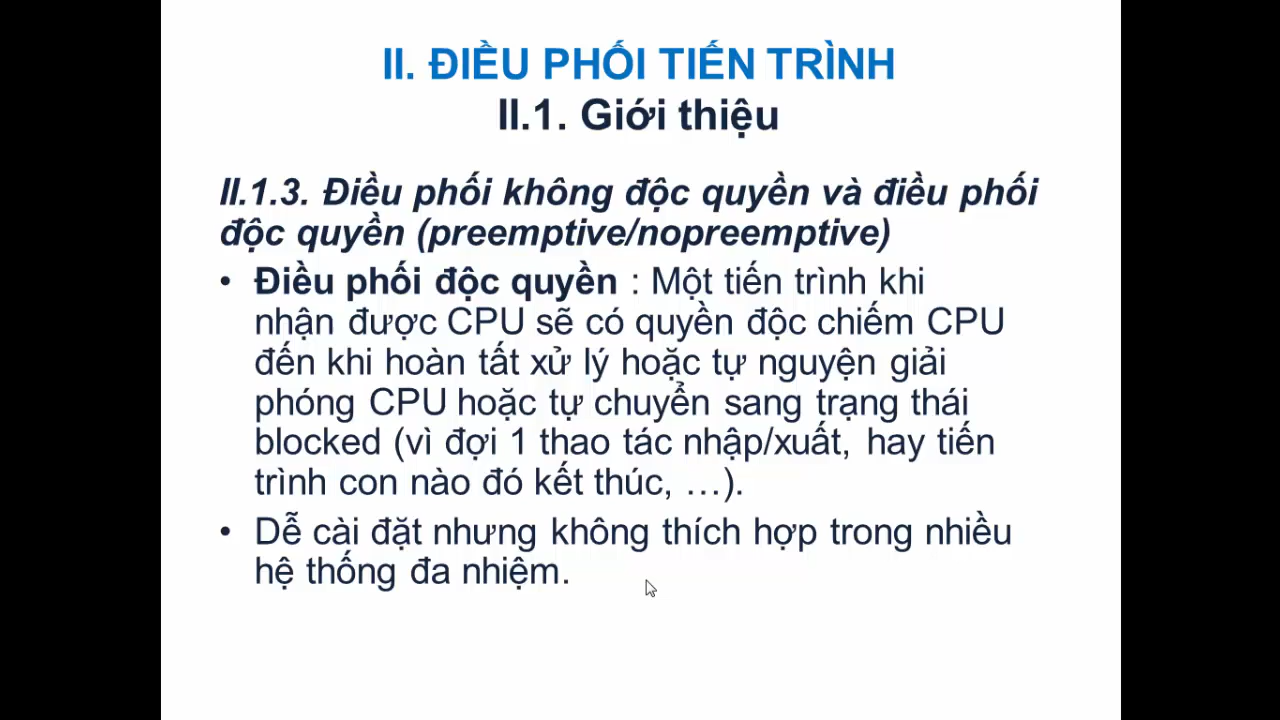 II. ĐIỀU PHỐI TIẾN TRÌNH
II.1. Giới thiệu
II.1.3. Điều phối không độc quyền và điều phối
độc quyền (preemptive/nopreemptive)
• Điều phối độc quyền : Một tiến trình khi
nhận được CPU sẽ có quyền độc chiếm CPU
đến khi hoàn tất xử lý hoặc tự nguyện giải
phóng CPU hoặc tự chuyển sang trạng thái
blocked (vì đợi 1 thao tác nhập/xuất, hay tiến
trình con nào đó kết thúc, …).
• Dễ cài đặt nhưng không thích hợp trong nhiều
hệ thống đa nhiệm.